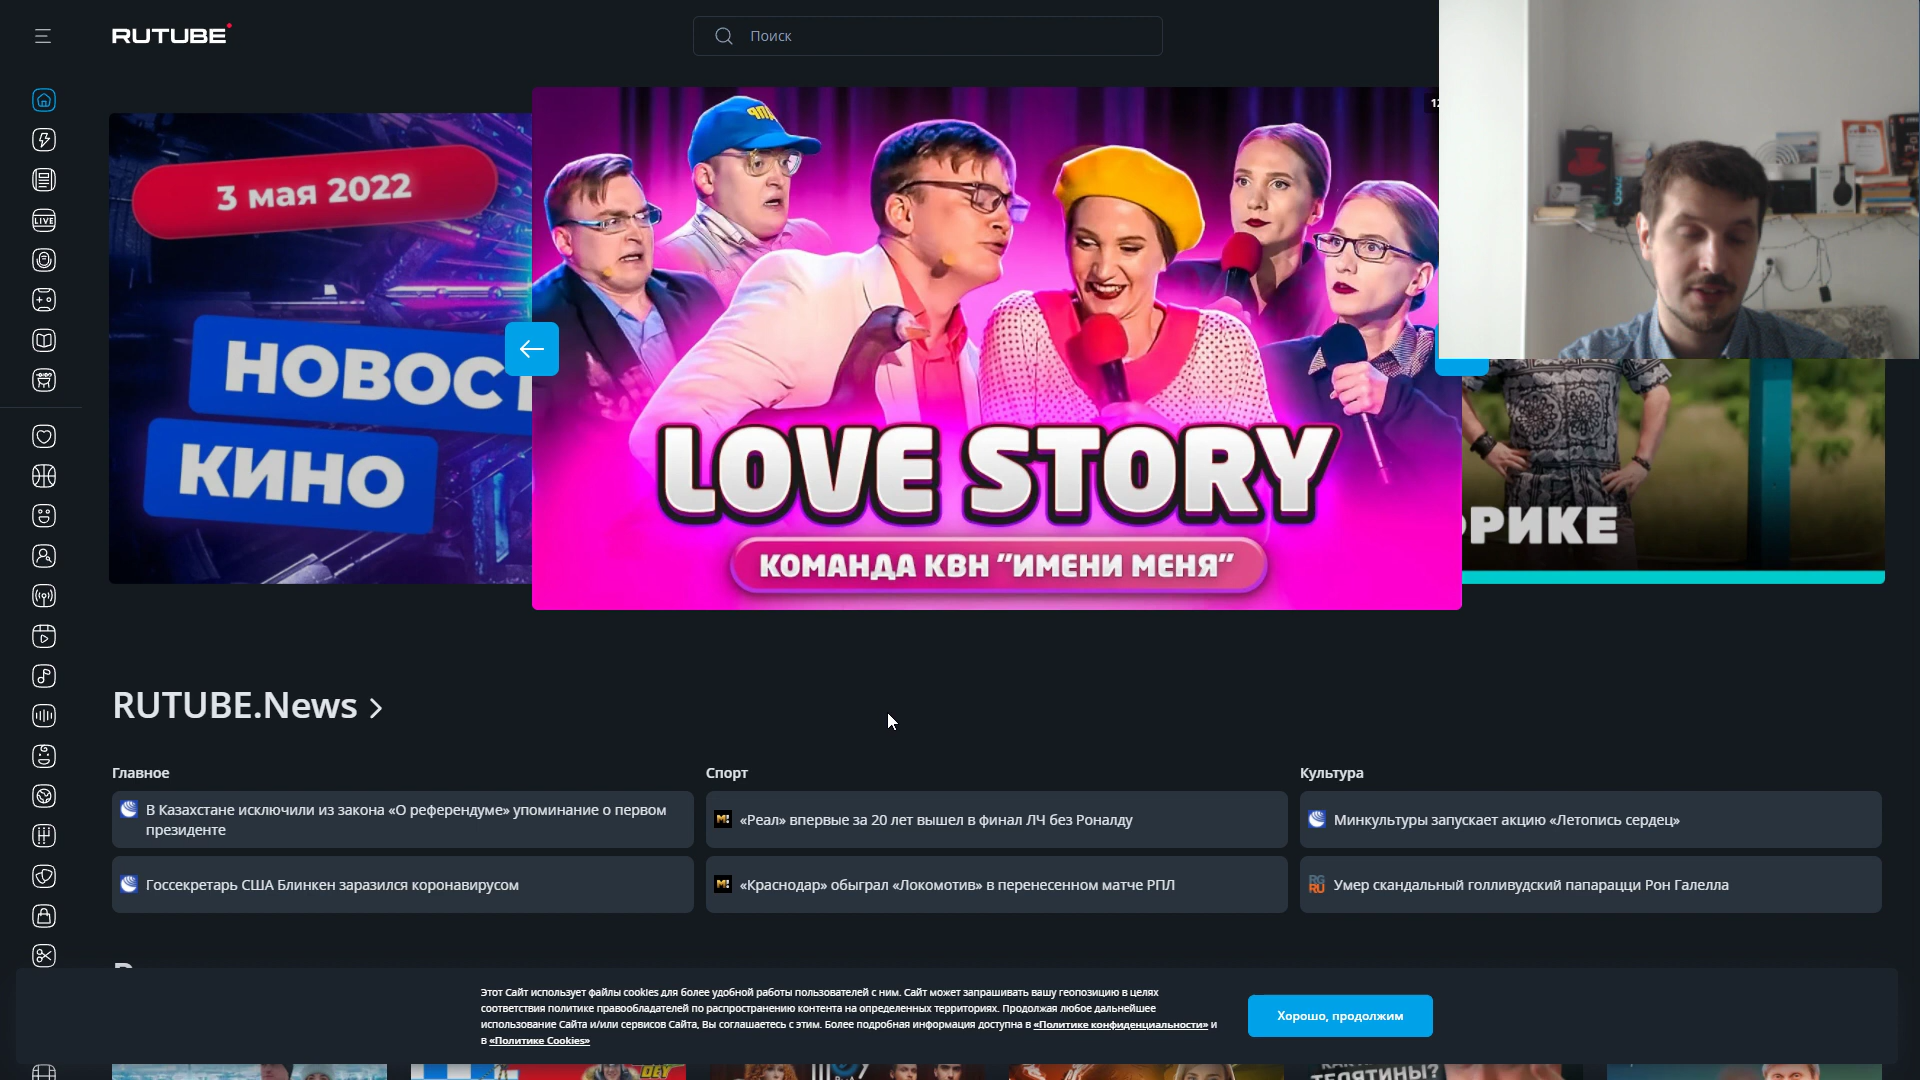 RUTUBE
Поиск
3 мая 2022
НОВОСТ
КИНО
LOVE STORY
КОМАНДА КВН "ИМЕНИ МЕНЯ"
РИКЕ
LIVE
RUTUBE.News
Главное
В Казахстане исключили из закона «О референдуме» упоминание о первом
президенте
Госсекретарь США Блинкен заразился коронавирусом
Спорт
«Реал» впервые за 20 лет вышел в финал ЛЧ без Роналду
«Краснодар» обыграл «Локомотив» в перенесенном матче РПЛ
Культура
Минкультуры запускает акцию «Летопись сердец»
Умер скандальный голливудский папарацци Рон Галелла
Этот Сайт использует файлы cookies для более удобной работы пользователей с ним. Сайт может запрашивать вашу геопозицию в целях
соответствия политике правообладателей по распространению контента на определенных территориях. Продолжая любое дальнейшее
использование Сайта и/или сервисов Сайта, Вы соглашаетесь с этим. Более подробная информация доступна в «Политике конфиденциальности» и
в «Политике Cookies»
Хорошо, продолжим
ТЕЛЯТИНЫ?